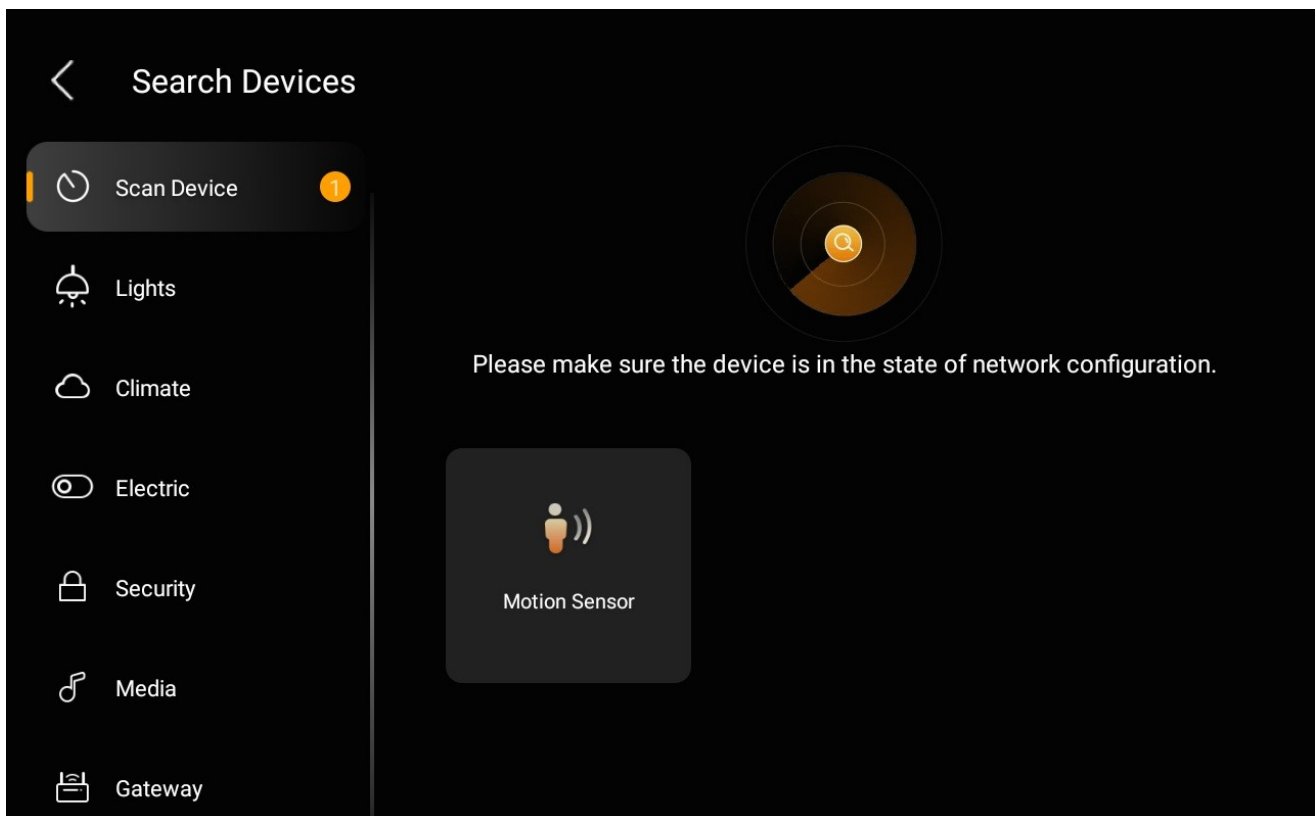 Search Devices
Scan Device
1
Lights
Climate
Electric
Security
Media
Gateway
Please make sure the device is in the state of network configuration.
Motion Sensor